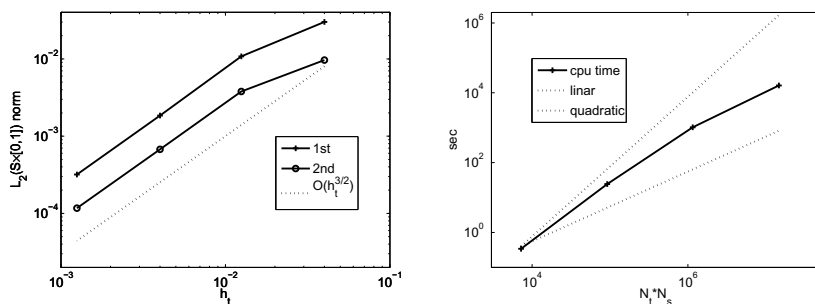 10^-2
10^-3
10^-4
L_2(S×[0,1]) norm
1st
2nd
O(h_t^3/2)
10^-3
10^-2
10^-1
h_t
10^6
10^4
10^2
10^0
sec
cpu time
linar
quadratic
10^4
10^6
N_t*N_s